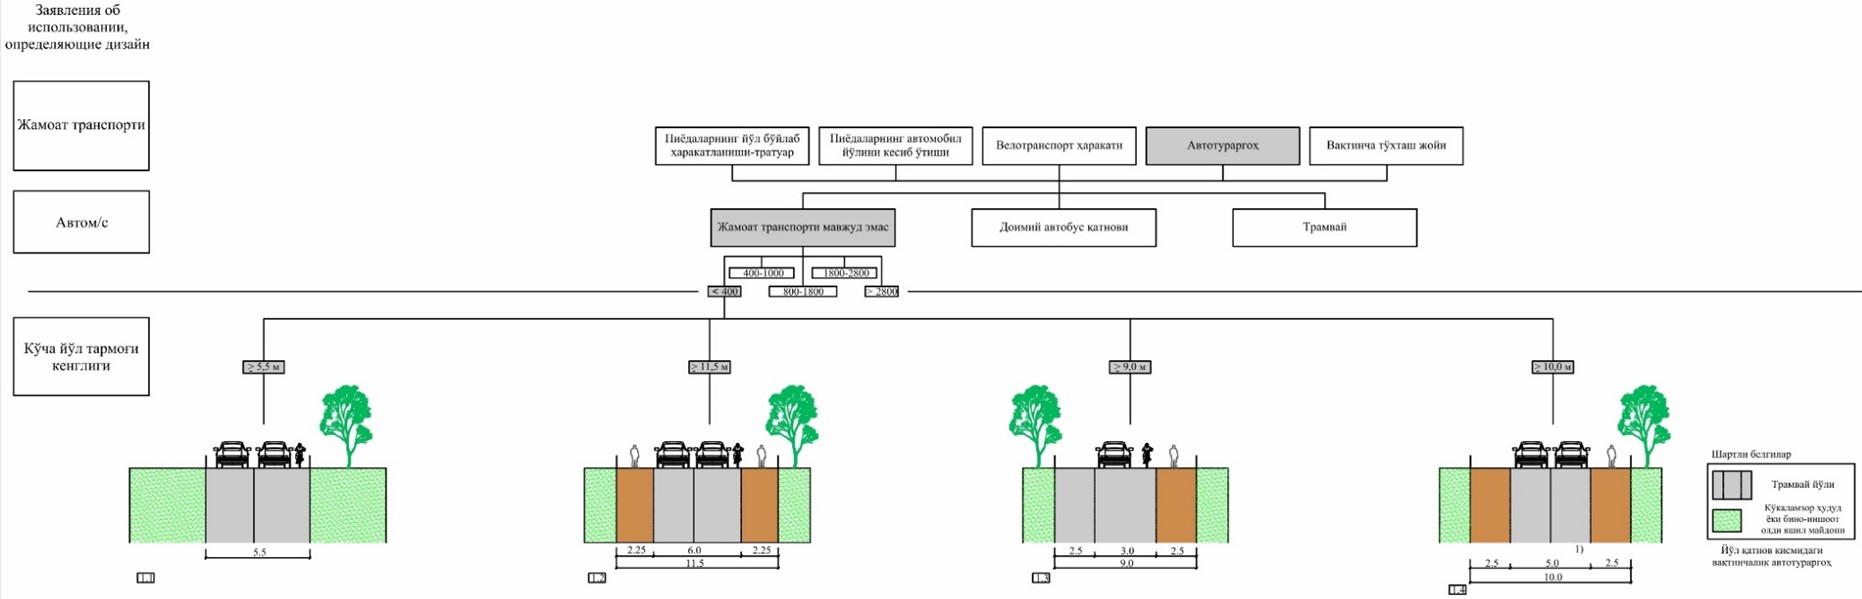 Заявления об
использовании,
определяющие дизайн
Жамоат транспорти
Пиёдаларнинг йўл бўйлаб
ҳаракатланиши-тратуар
Пиёдаларнинг автомобил
йўлини кесиб ўтиши
Велотранспорт ҳаракати
Автотураргоҳ
Вактинча тўхташ жойи
Автом/с
Жамоат транспорти мавжуд эмас
Доимий автобус қатнови
Трамвай
400-1000
1800-2800
< 400
800-1800
> 2800
Кўча йўл тармоғи
кенглиги
≥ 5,5 м
≥ 11,5 м
≥ 9,0 м
≥ 10,0 м
5.5
1.1
2.25
6.0
2.25
11.5
1.2
2.5
3.0
2.5
9.0
1.3
1)
2.5
5.0
2.5
10.0
1.4
Шартли белгилар
Трамвай йўли
Кўкаламзор ҳудуд
ёки бино-иншоот
олди яшил майдони
Йўл қатнов қисмидаги
вақтинчалик автотураргоҳ